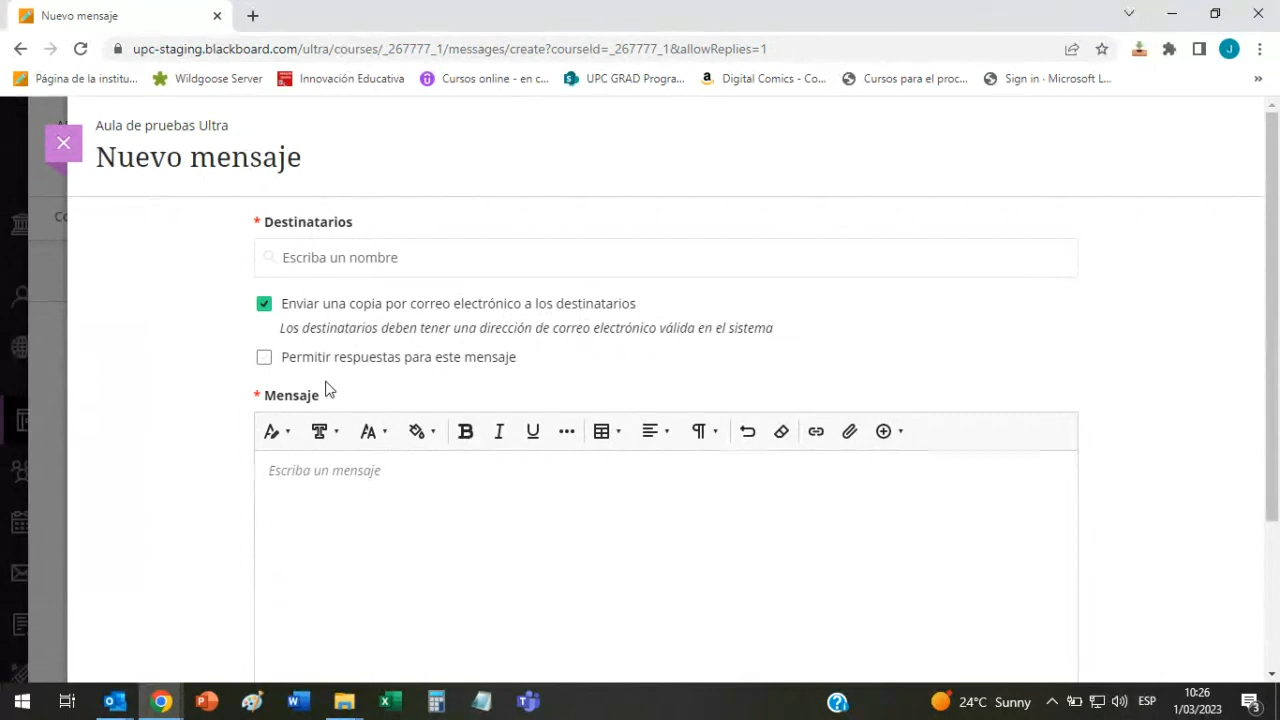 Nuevo mensaje
upc-staging.blackboard.com/ultra/courses/_267777_1/messages/create?courseId=_267777_1&allowReplies=1
J
Página de la institu...
Wildgoose Server
Innovación Educativa
Cursos online - en c...
UPC GRAD Progra...
Digital Comics - Co...
Cursos para el proc...
Sign in · Microsoft L...
»
Aula de pruebas Ultra
Nuevo mensaje
* Destinatarios
Escriba un nombre
Enviar una copia por correo electrónico a los destinatarios
Los destinatarios deben tener una dirección de correo electrónico válida en el sistema
Permitir respuestas para este mensaje
* Mensaje
Escriba un mensaje
24°C Sunny
ESP
10:26
1/03/2023
3